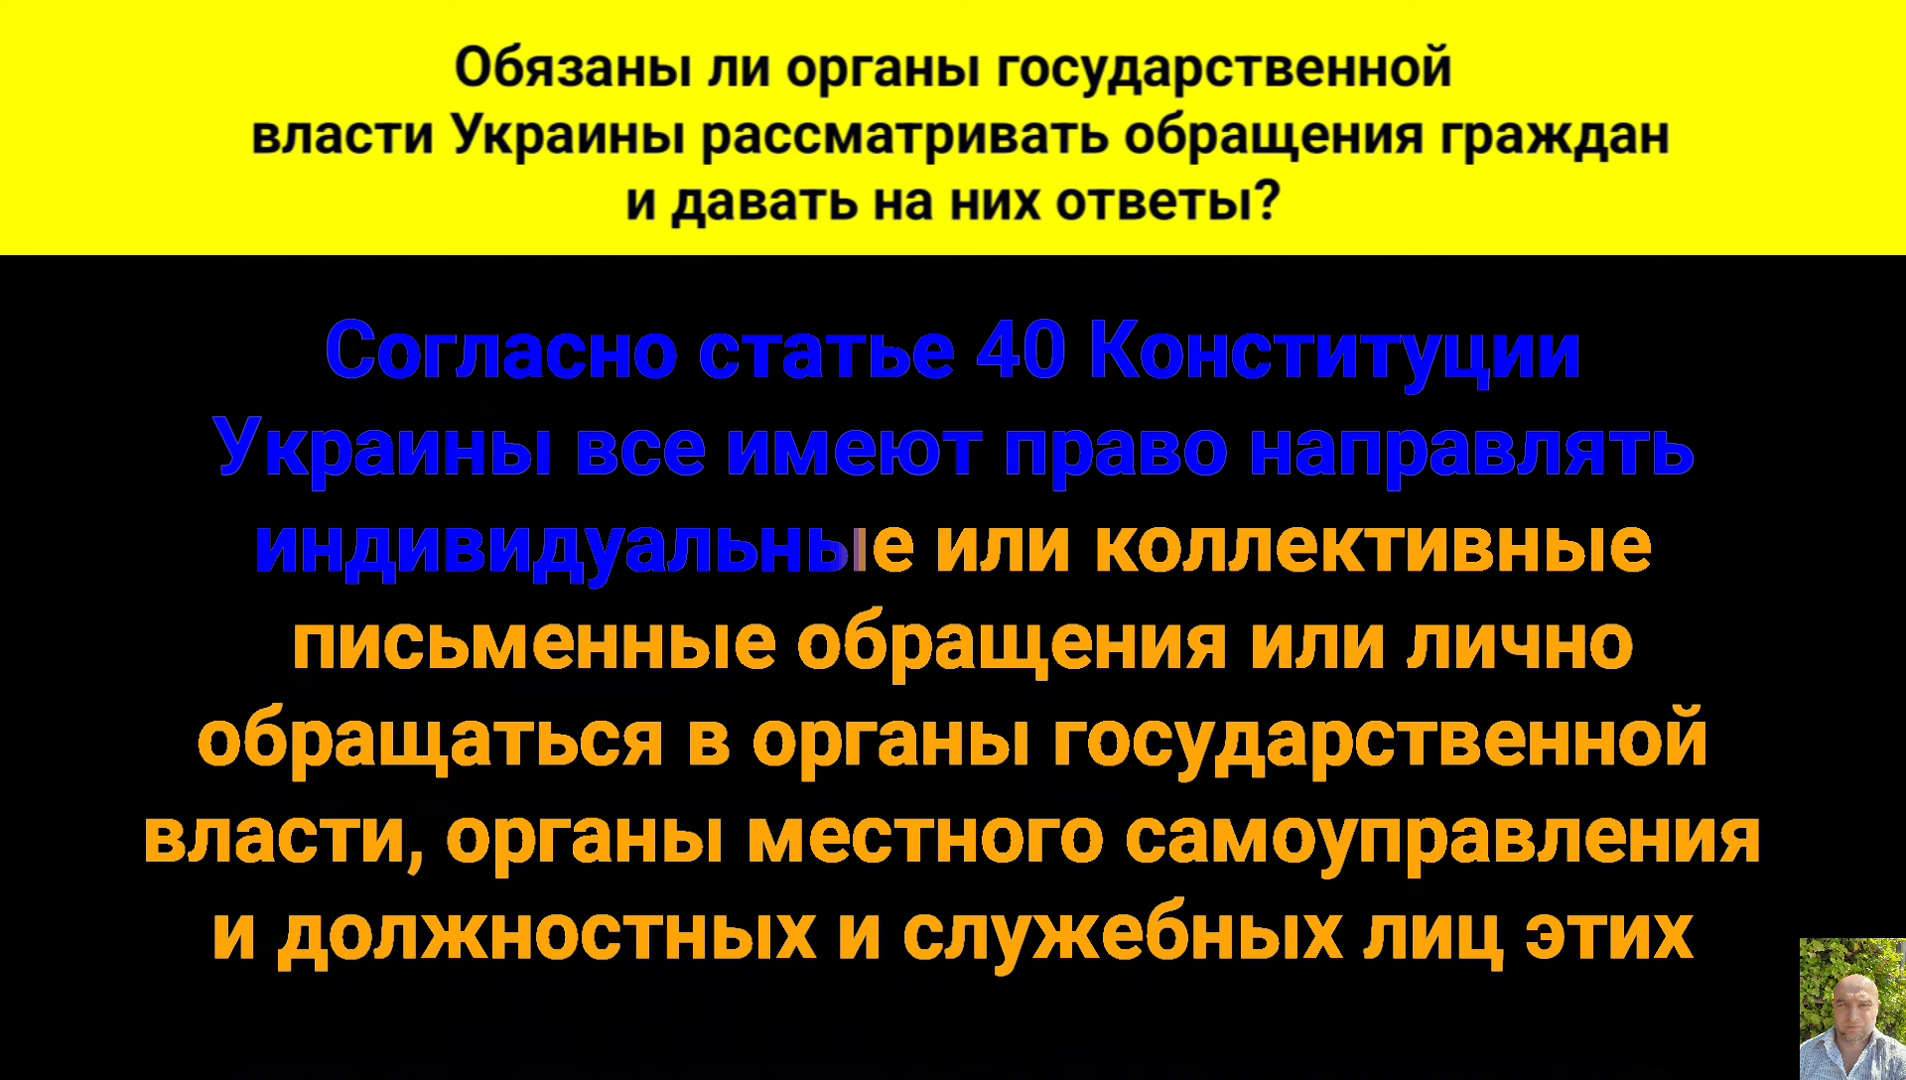 Обязаны ли органы государственной
власти Украины рассматривать обращения граждан
и давать на них ответы?
Согласно статье 40 Конституции
Украины все имеют право направлять
индивидуальные или коллективные
письменные обращения или лично
обращаться в органы государственной
власти, органы местного самоуправления
и должностных и служебных лиц этих